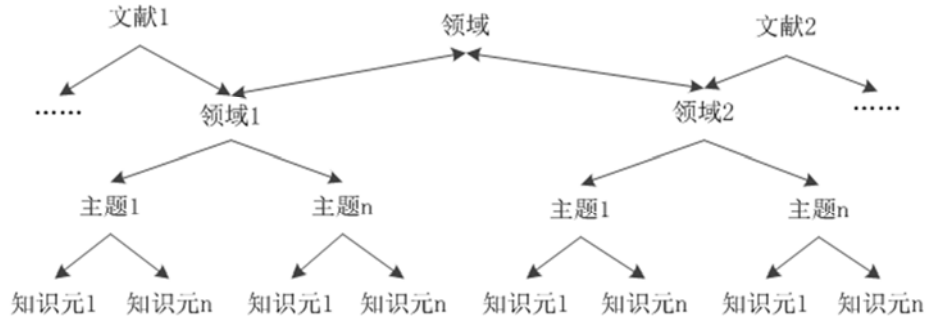 文献1 领域 文献2
…… 领域1 领域2 ……
主题1 主题n 主题1 主题n
知识元1 知识元n 知识元1 知识元n 知识元1 知识元n 知识元1 知识元n